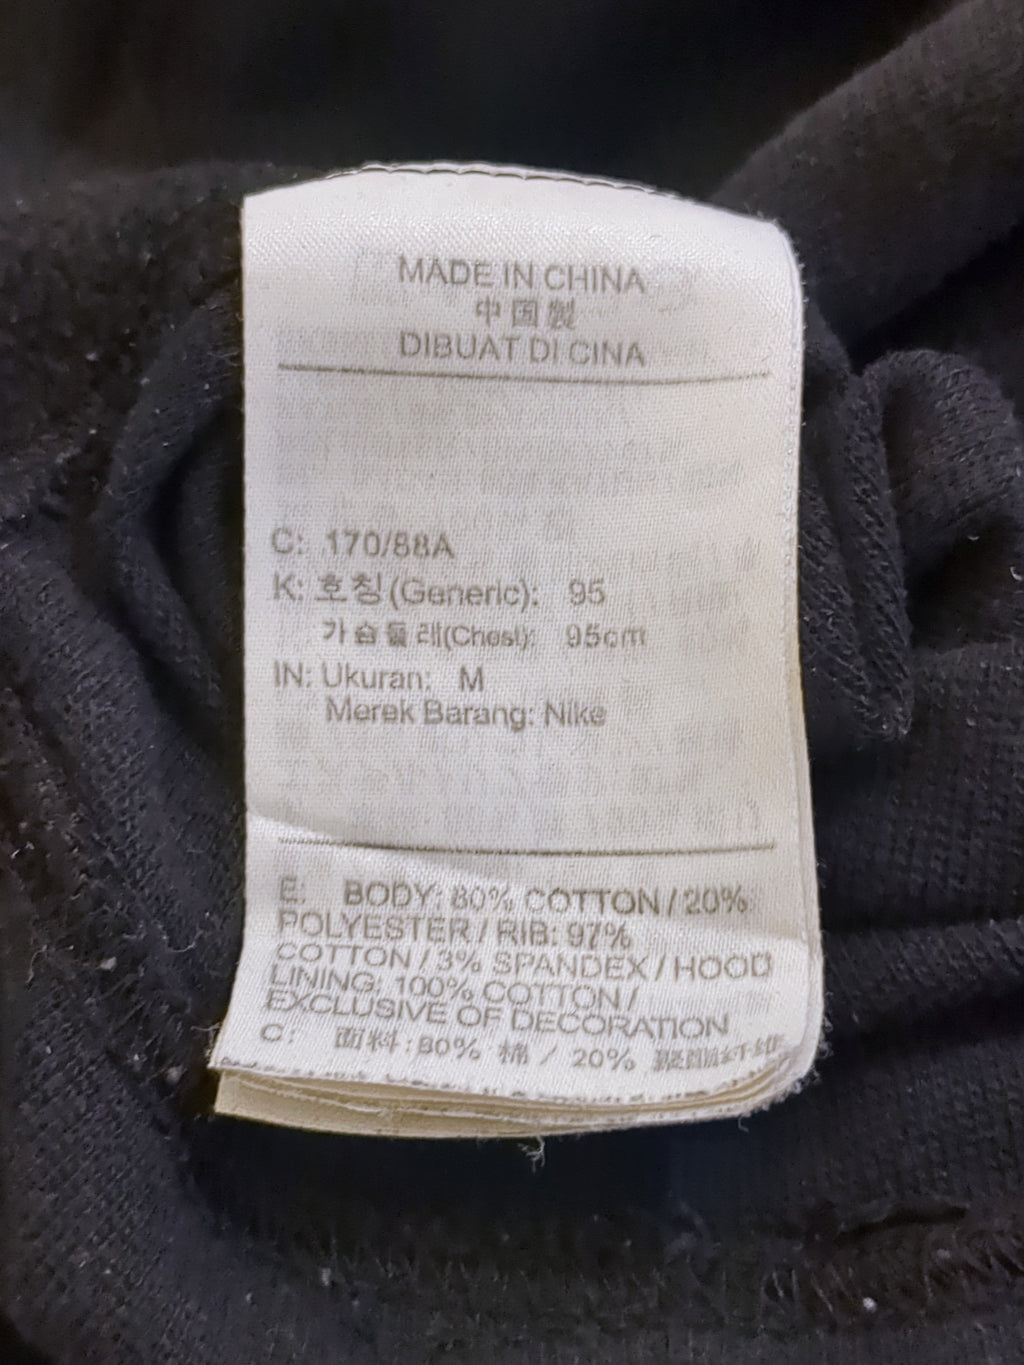 MADE IN CHINA
中国製
DIBUAT DI CINA
C: 170/88A
K: 호칭(Generic): 95
가슴둘레(Chest): 95cm
IN: Ukuran: M
Merek Barang: Nike
E: BODY: 80% COTTON / 20%
POLYESTER / RIB: 97%
COTTON / 3% SPANDEX / HOOD
LINING: 100% COTTON /
EXCLUSIVE OF DECORATION
C: 面料: 80% 棉 / 20%